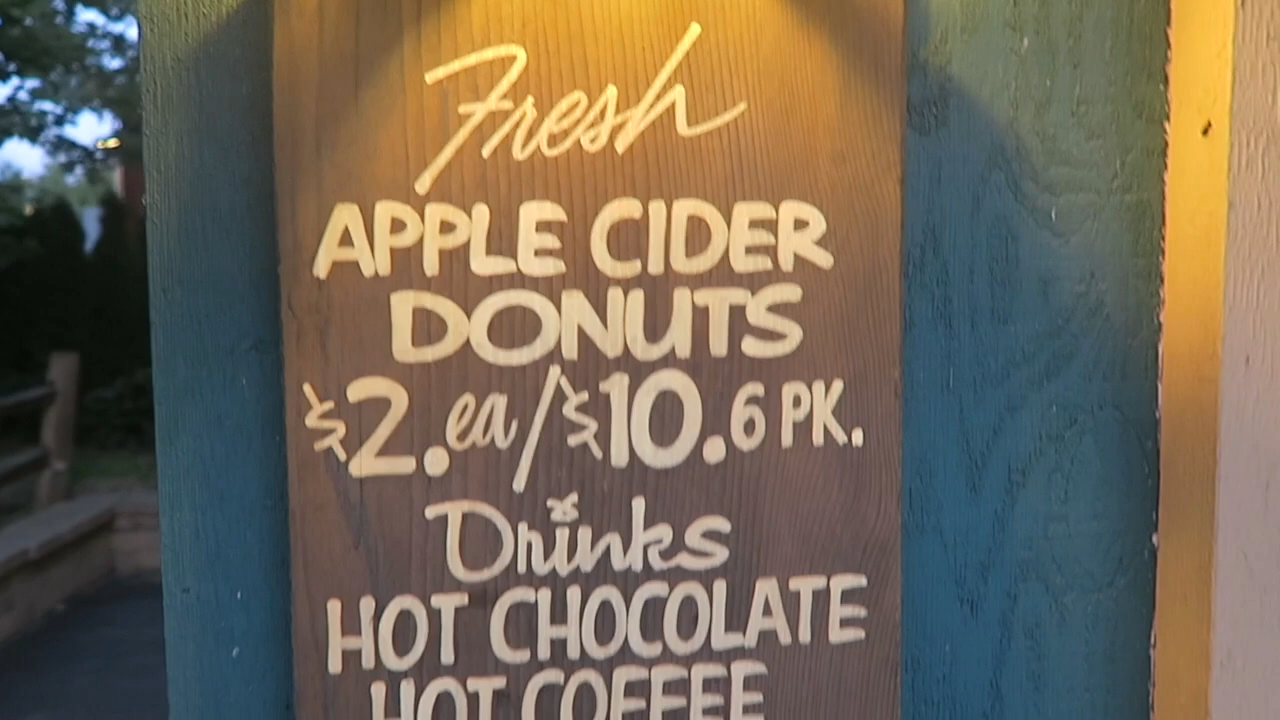 Fresh
APPLE CIDER
DONUTS
$2.ea/$10.6 PK.
Drinks
HOT CHOCOLATE
HOT COFFEE